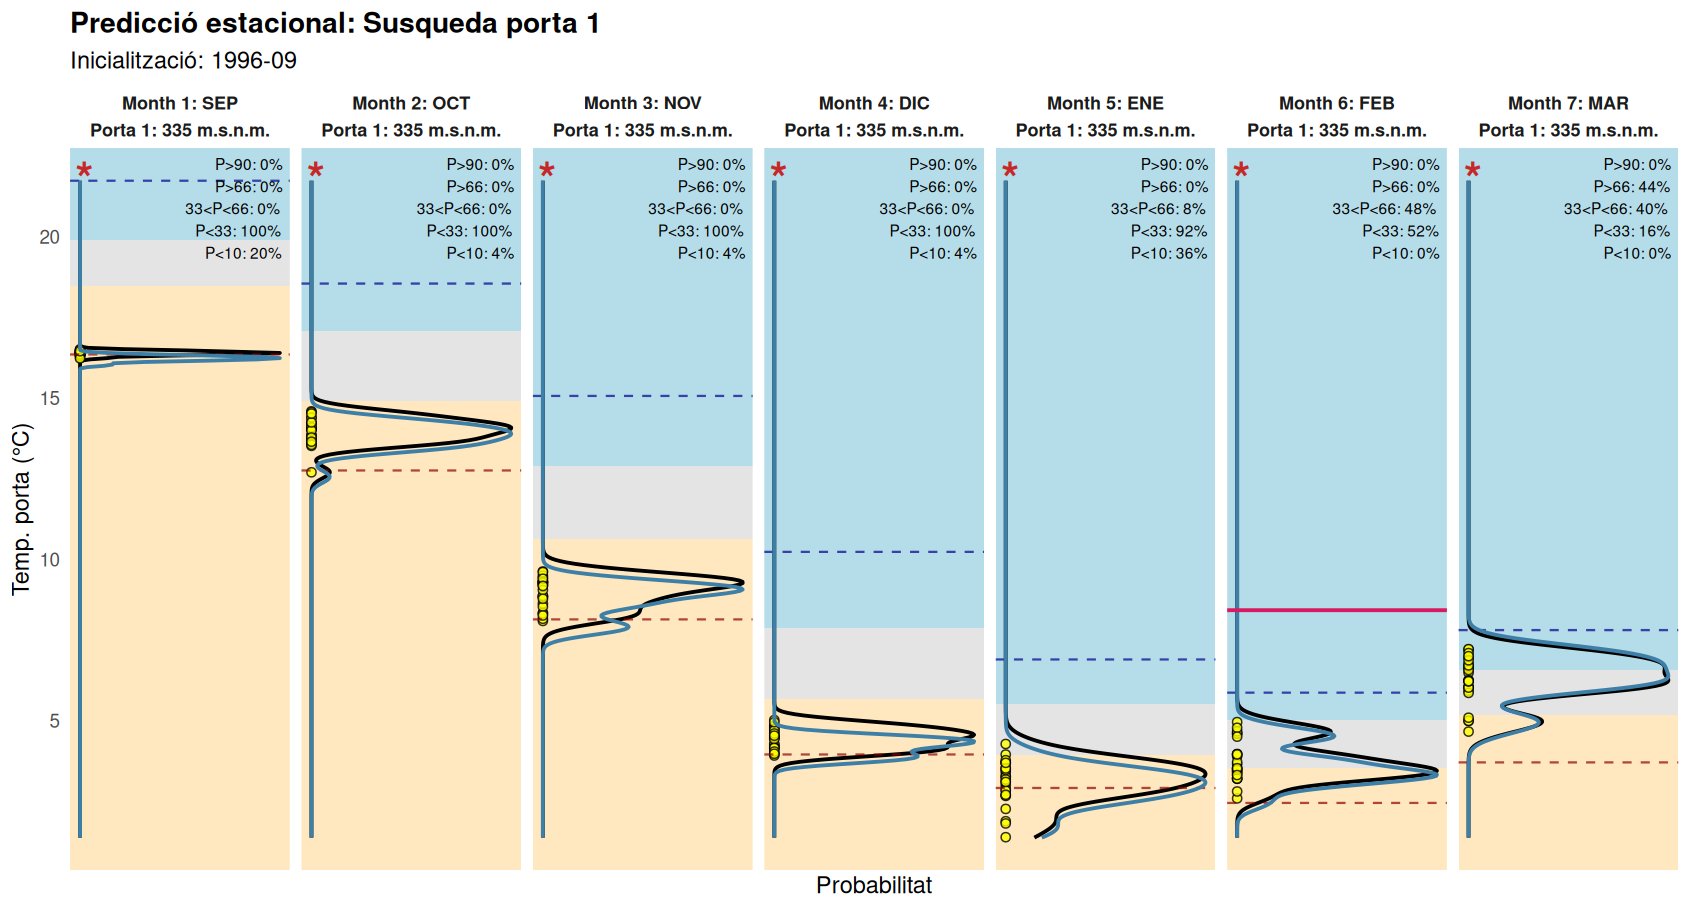 Predicció estacional: Susqueda porta 1
Inicialització: 1996-09
Month 1: SEP
Porta 1: 335 m.s.n.m.
Month 2: OCT
Porta 1: 335 m.s.n.m.
Month 3: NOV
Porta 1: 335 m.s.n.m.
Month 4: DIC
Porta 1: 335 m.s.n.m.
Month 5: ENE
Porta 1: 335 m.s.n.m.
Month 6: FEB
Porta 1: 335 m.s.n.m.
Month 7: MAR
Porta 1: 335 m.s.n.m.
*
P>90: 0%
P>66: 0%
33<P<66: 0%
P<33: 100%
P<10: 20%
*
P>90: 0%
P>66: 0%
33<P<66: 0%
P<33: 100%
P<10: 4%
*
P>90: 0%
P>66: 0%
33<P<66: 0%
P<33: 100%
P<10: 4%
*
P>90: 0%
P>66: 0%
33<P<66: 0%
P<33: 100%
P<10: 4%
*
P>90: 0%
P>66: 0%
33<P<66: 8%
P<33: 92%
P<10: 36%
*
P>90: 0%
P>66: 0%
33<P<66: 48%
P<33: 52%
P<10: 0%
*
P>90: 0%
P>66: 44%
33<P<66: 40%
P<33: 16%
P<10: 0%
20
15
10
5
Temp. porta (°C)
Probabilitat